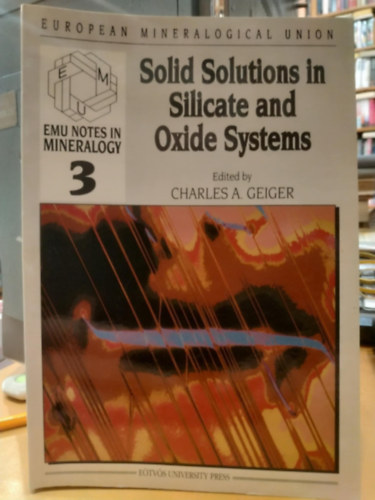 EUROPEAN MINERALOGICAL UNION
E M U
EMU NOTES IN
MINERALOGY
3
Solid Solutions in
Silicate and
Oxide Systems
Edited by
CHARLES A. GEIGER
EÖTVÖS UNIVERSITY PRESS